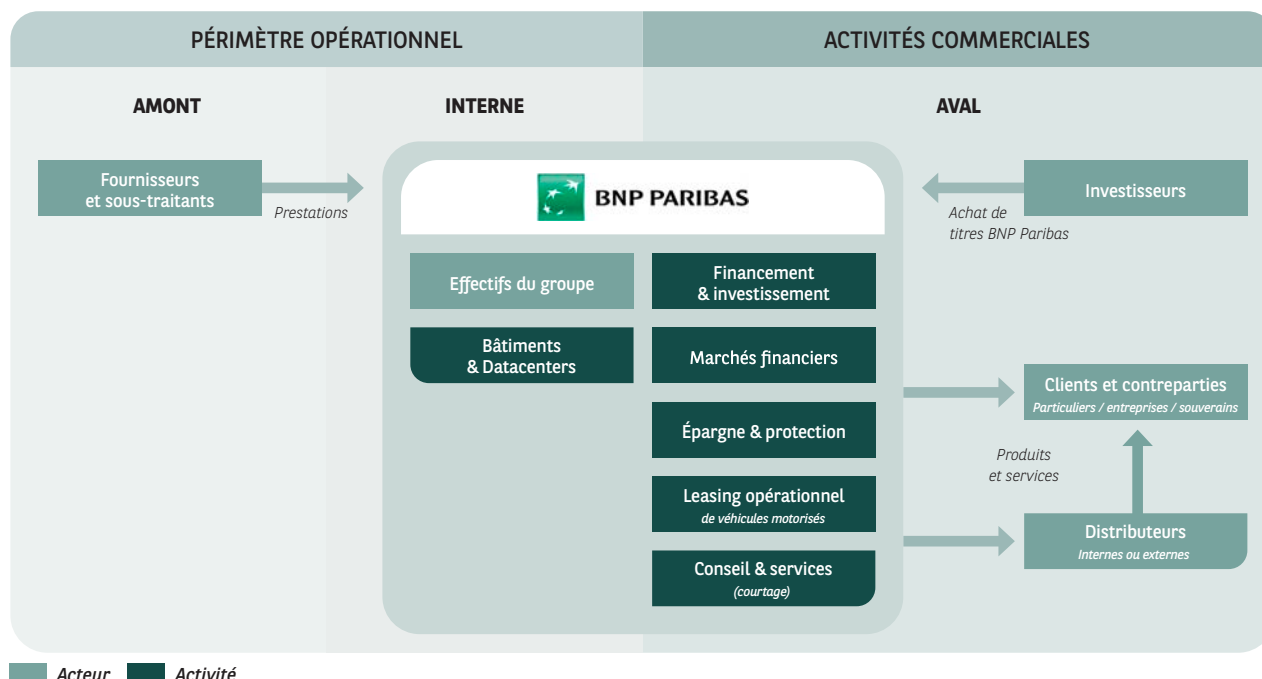 PÉRIMÈTRE OPÉRATIONNEL
ACTIVITÉS COMMERCIALES
AMONT
INTERNE
AVAL
Fournisseurs
et sous-traitants
Prestations
BNP PARIBAS
Investisseurs
Achat de
titres BNP Paribas
Effectifs du groupe
Bâtiments
& Datacenters
Financement
& investissement
Marchés financiers
Épargne & protection
Leasing opérationnel
de véhicules motorisés
Conseil & services
(courtage)
Clients et contreparties
Particuliers / entreprises / souverains
Produits
et services
Distributeurs
Internes ou externes
Acteur
Activité